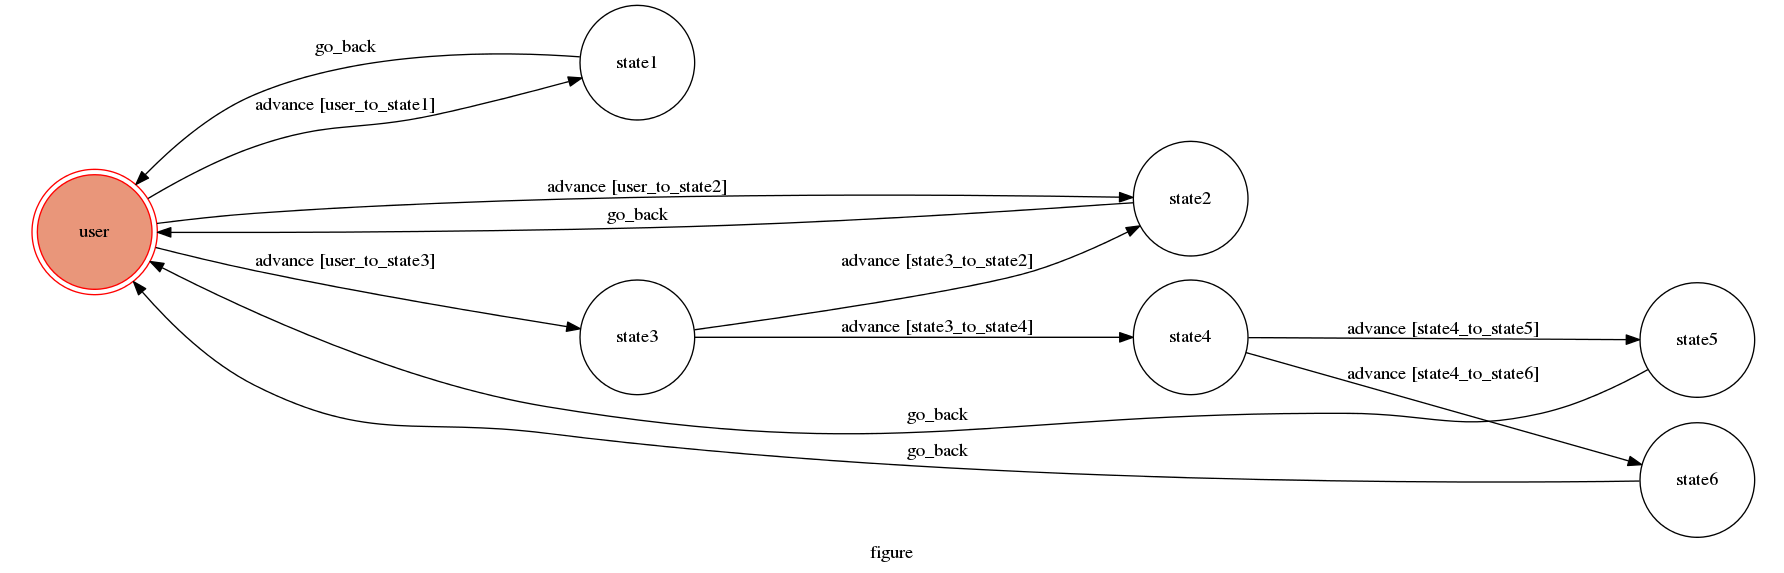 go_back
state1
advance [user_to_state1]
advance [user_to_state2]
state2
go_back
user
advance [user_to_state3]
advance [state3_to_state2]
advance [state3_to_state4]
advance [state4_to_state5]
state3
state4
state5
advance [state4_to_state6]
go_back
go_back
state6
figure